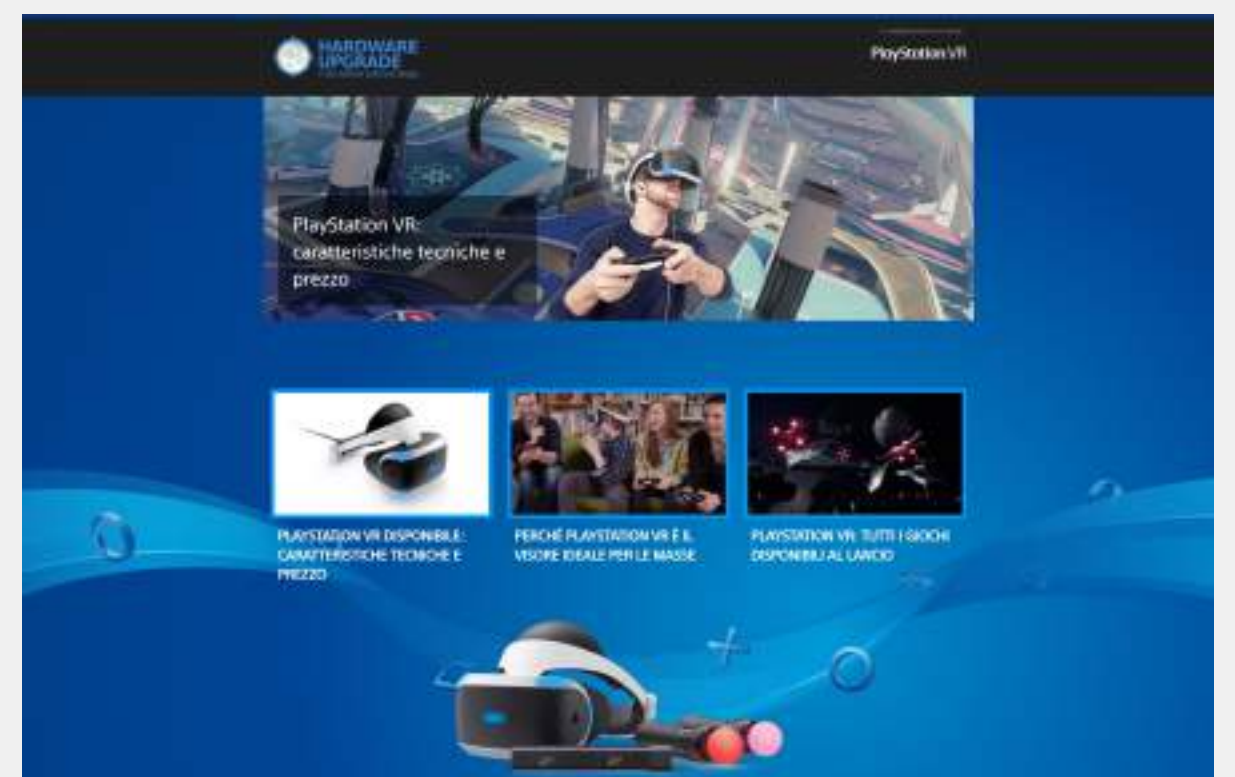 HARDWARE
UPGRADE
PlayStation VR
PlayStation VR:
caratteristiche tecniche e
prezzo
PLAYSTATION VR DISPONIBILE:
CARATTERISTICHE TECNICHE E
PREZZO
PERCHÉ PLAYSTATION VR È IL
VISORE IDEALE PER LE MASSE
PLAYSTATION VR: TUTTI I GIOCHI
DISPONIBILI AL LANCIO